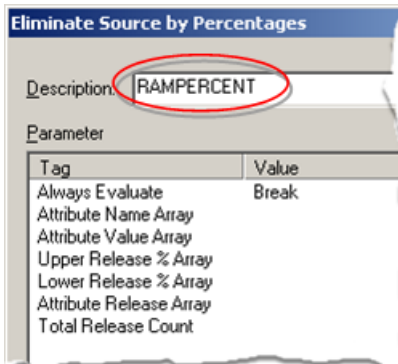 Eliminate Source by Percentages
Description: RAMPERCENT
Parameter
Tag Value
Always Evaluate Break
Attribute Name Array
Attribute Value Array
Upper Release % Array
Lower Release % Array
Attribute Release Array
Total Release Count